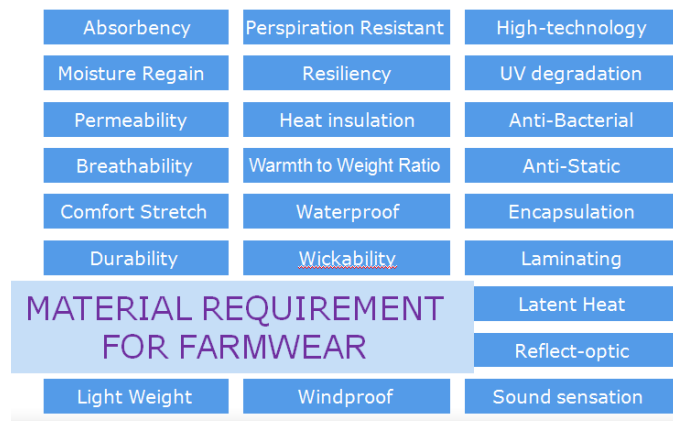 Absorbency
Perspiration Resistant
High-technology
Moisture Regain
Resiliency
UV degradation
Permeability
Heat insulation
Anti-Bacterial
Breathability
Warmth to Weight Ratio
Anti-Static
Comfort Stretch
Waterproof
Encapsulation
Durability
Wickability
Laminating
MATERIAL REQUIREMENT
FOR FARMWEAR
Latent Heat
Reflect-optic
Light Weight
Windproof
Sound sensation